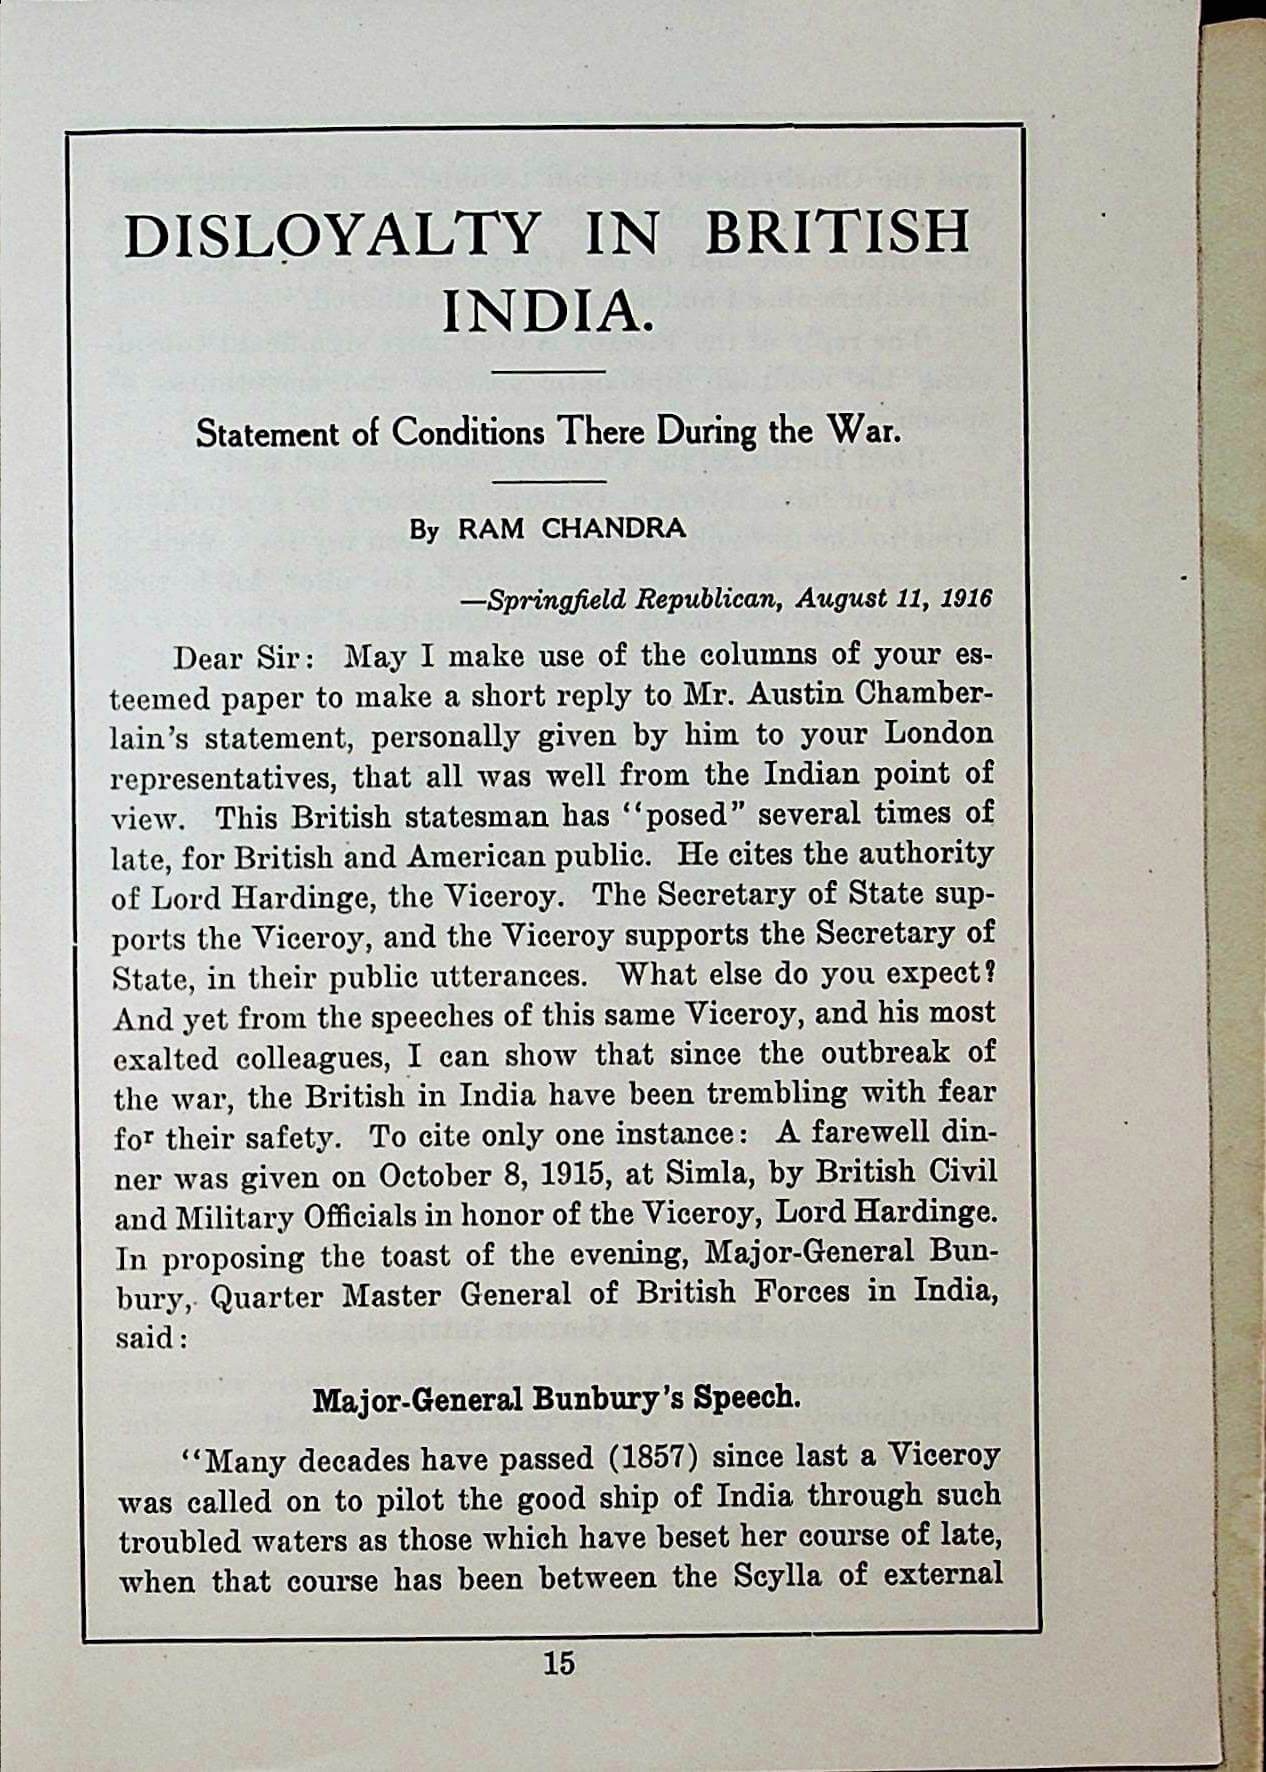 DISLOYALTY IN BRITISH
INDIA.
Statement of Conditions There During the War.
By RAM CHANDRA
—Springfield Republican, August 11, 1916
Dear Sir: May I make use of the columns of your es-
teemed paper to make a short reply to Mr. Austin Chamber-
lain's statement, personally given by him to your London
representatives, that all was well from the Indian point of
view. This British statesman has "posed" several times of
late, for British and American public. He cites the authority
of Lord Hardinge, the Viceroy. The Secretary of State sup-
ports the Viceroy, and the Viceroy supports the Secretary of
State, in their public utterances. What else do you expect?
And yet from the speeches of this same Viceroy, and his most
exalted colleagues, I can show that since the outbreak of
the war, the British in India have been trembling with fear
for their safety. To cite only one instance: A farewell din-
ner was given on October 8, 1915, at Simla, by British Civil
and Military Officials in honor of the Viceroy, Lord Hardinge.
In proposing the toast of the evening, Major-General Bun-
bury, Quarter Master General of British Forces in India,
said:
Major-General Bunbury's Speech.
"Many decades have passed (1857) since last a Viceroy
was called on to pilot the good ship of India through such
troubled waters as those which have beset her course of late,
when that course has been between the Scylla of external
15